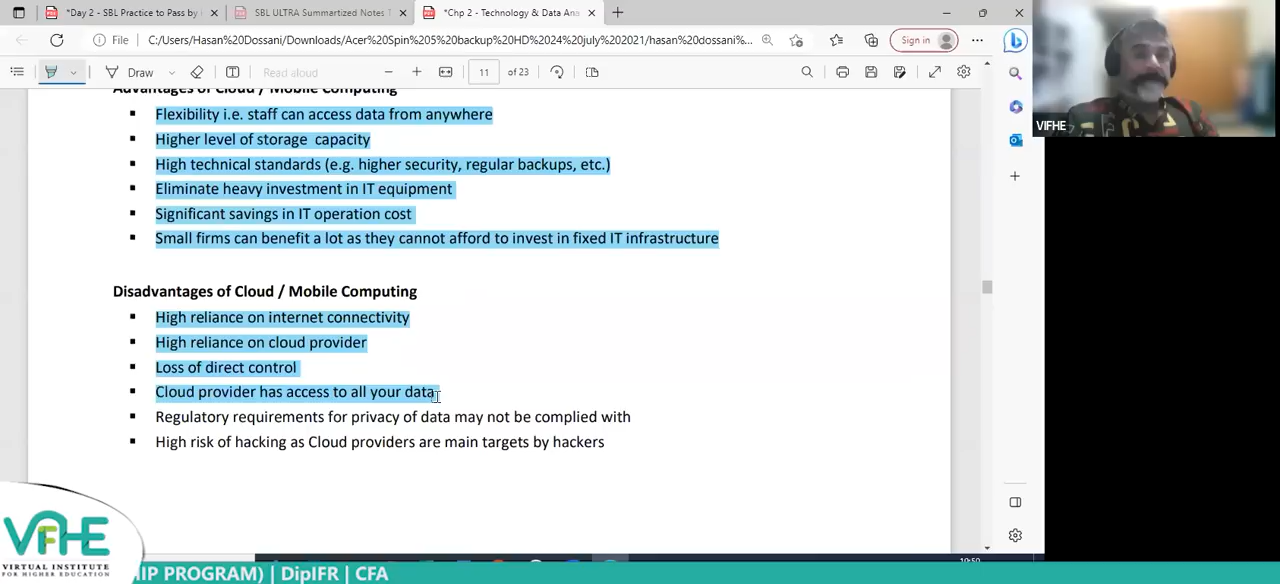 *Day 2 - SBL Practice to Pass by
SBL ULTRA Summartized Notes
*Chp 2 - Technology & Data Ana
File
C:/Users/Hasan%20Dossani/Downloads/Acer%20Spin%205%20backup%20HD%2024%20july%202021/hasan%20dossani/...
Sign in
Draw
Read aloud
11 of 23
Advantages of Cloud / Mobile Computing
Flexibility i.e. staff can access data from anywhere
Higher level of storage capacity
High technical standards (e.g. higher security, regular backups, etc.)
Eliminate heavy investment in IT equipment
Significant savings in IT operation cost
Small firms can benefit a lot as they cannot afford to invest in fixed IT infrastructure
Disadvantages of Cloud / Mobile Computing
High reliance on internet connectivity
High reliance on cloud provider
Loss of direct control
Cloud provider has access to all your data
Regulatory requirements for privacy of data may not be complied with
High risk of hacking as Cloud providers are main targets by hackers
VIFHE
VIFHE
VIRTUAL INSTITUTE
FOR HIGHER EDUCATION
HIP PROGRAM) | DipIFR | CFA